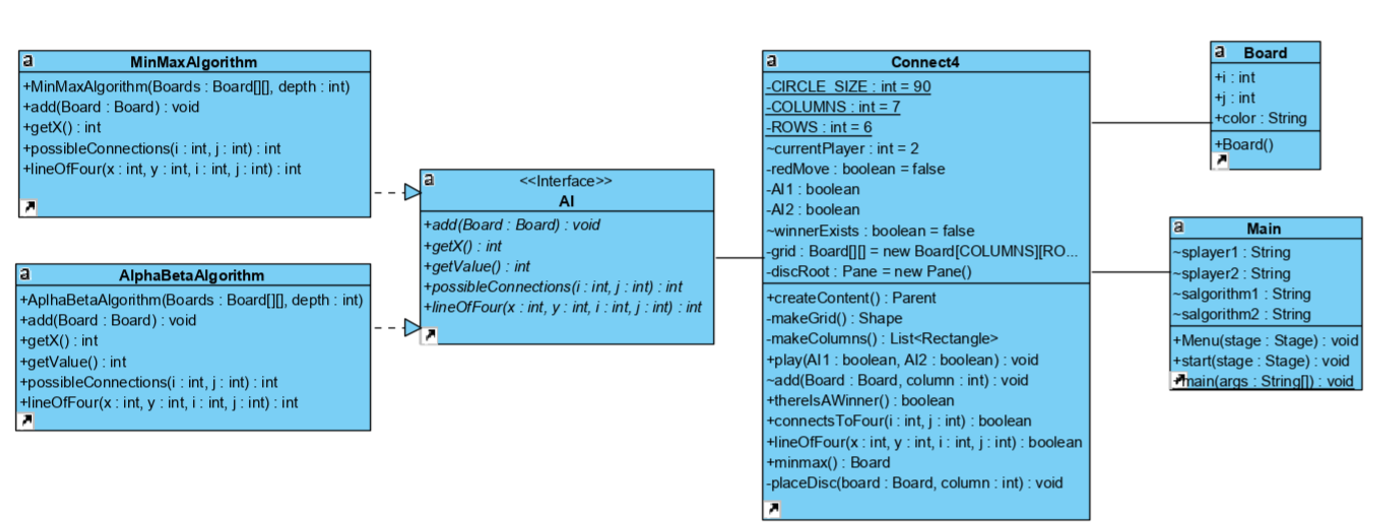 MinMaxAlgorithm
+MinMaxAlgorithm(Boards : Board[][], depth : int)
+add(Board : Board) : void
+getX() : int
+possibleConnections(i : int, j : int) : int
+lineOfFour(x : int, y : int, i : int, j : int) : int
AlphaBetaAlgorithm
+AplhaBetaAlgorithm(Boards : Board[][], depth : int)
+add(Board : Board) : void
+getX() : int
+getValue() : int
+possibleConnections(i : int, j : int) : int
+lineOfFour(x : int, y : int, i : int, j : int) : int
<<Interface>>
AI
+add(Board : Board) : void
+getX() : int
+getValue() : int
+possibleConnections(i : int, j : int) : int
+lineOfFour(x : int, y : int, i : int, j : int) : int
Connect4
-CIRCLE_SIZE : int = 90
-COLUMNS : int = 7
-ROWS : int = 6
~currentPlayer : int = 2
-redMove : boolean = false
-AI1 : boolean
-AI2 : boolean
~winnerExists : boolean = false
-grid : Board[][] = new Board[COLUMNS][RO...
-discRoot : Pane = new Pane()
+createContent() : Parent
-makeGrid() : Shape
-makeColumns() : List<Rectangle>
+play(AI1 : boolean, AI2 : boolean) : void
~add(Board : Board, column : int) : void
+thereIsAWinner() : boolean
+connectsToFour(i : int, j : int) : boolean
+lineOfFour(x : int, y : int, i : int, j : int) : boolean
+minmax() : Board
-placeDisc(board : Board, column : int) : void
Board
+i : int
+j : int
+color : String
+Board()
Main
~splayer1 : String
~splayer2 : String
~salgorithm1 : String
~salgorithm2 : String
+Menu(stage : Stage) : void
+start(stage : Stage) : void
+main(args : String[]) : void